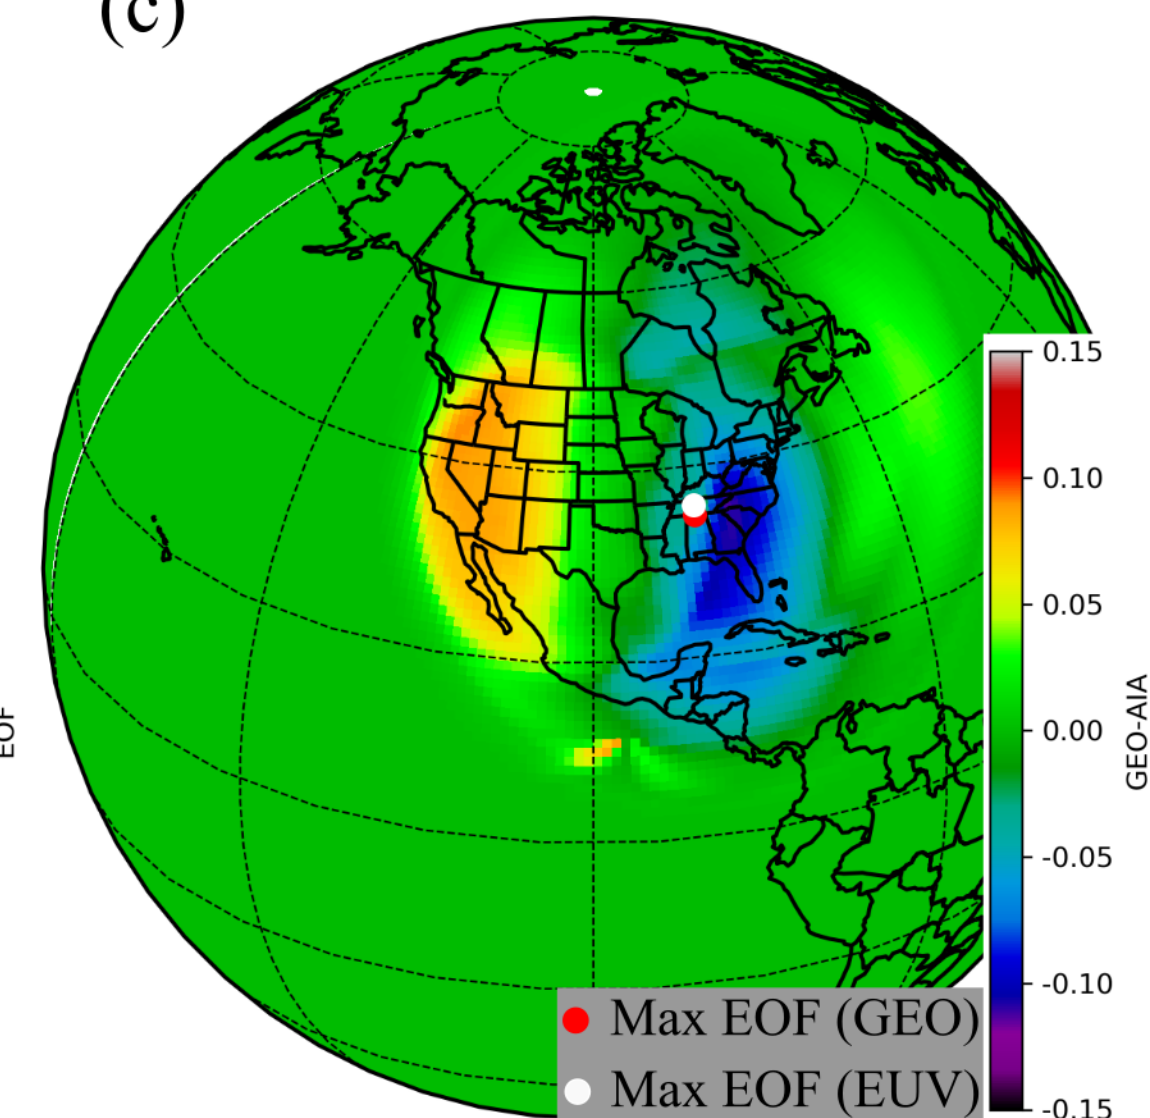 (c)
EOF
0.15
0.10
0.05
0.00
-0.05
-0.10
-0.15
GEO-AIA
Max EOF (GEO)
Max EOF (EUV)